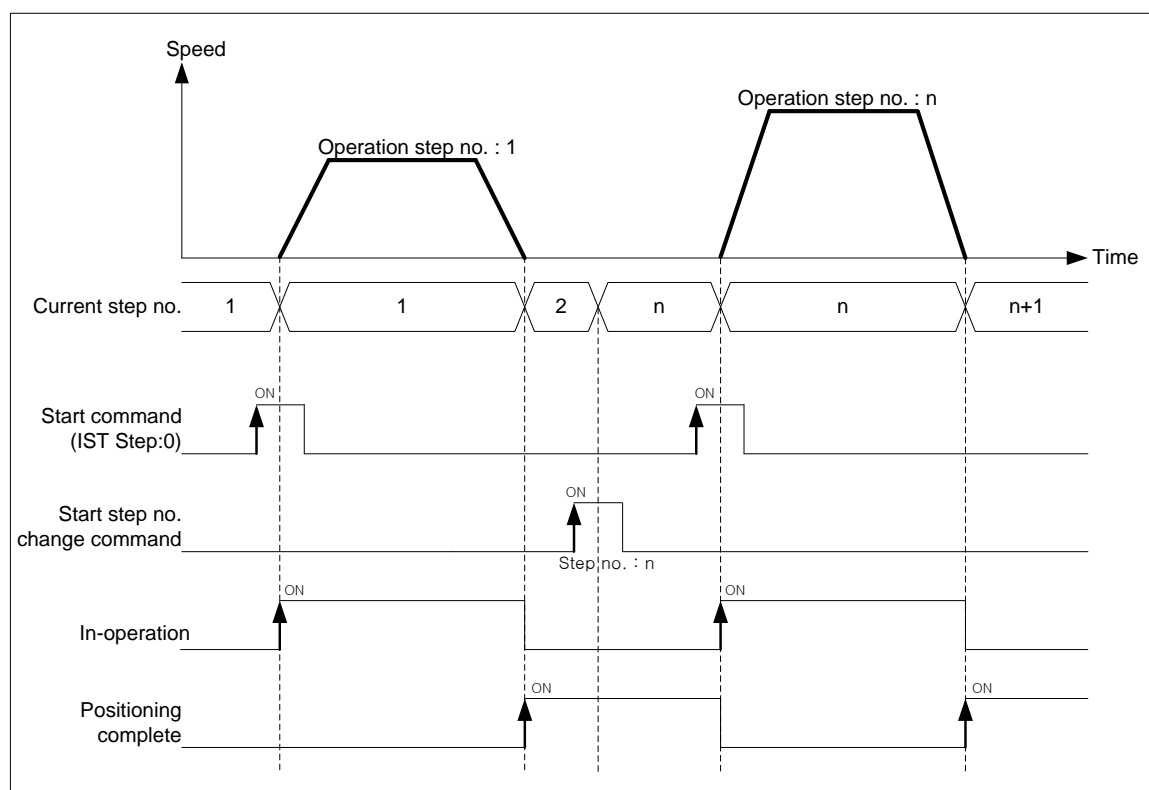 Speed
Operation step no. : n
Operation step no. : 1
Time
Current step no.
1
1
2
n
n
n+1
ON
ON
Start command
(IST Step:0)
ON
Start step no.
change command
Step no. : n
ON
ON
In-operation
ON
ON
Positioning
complete